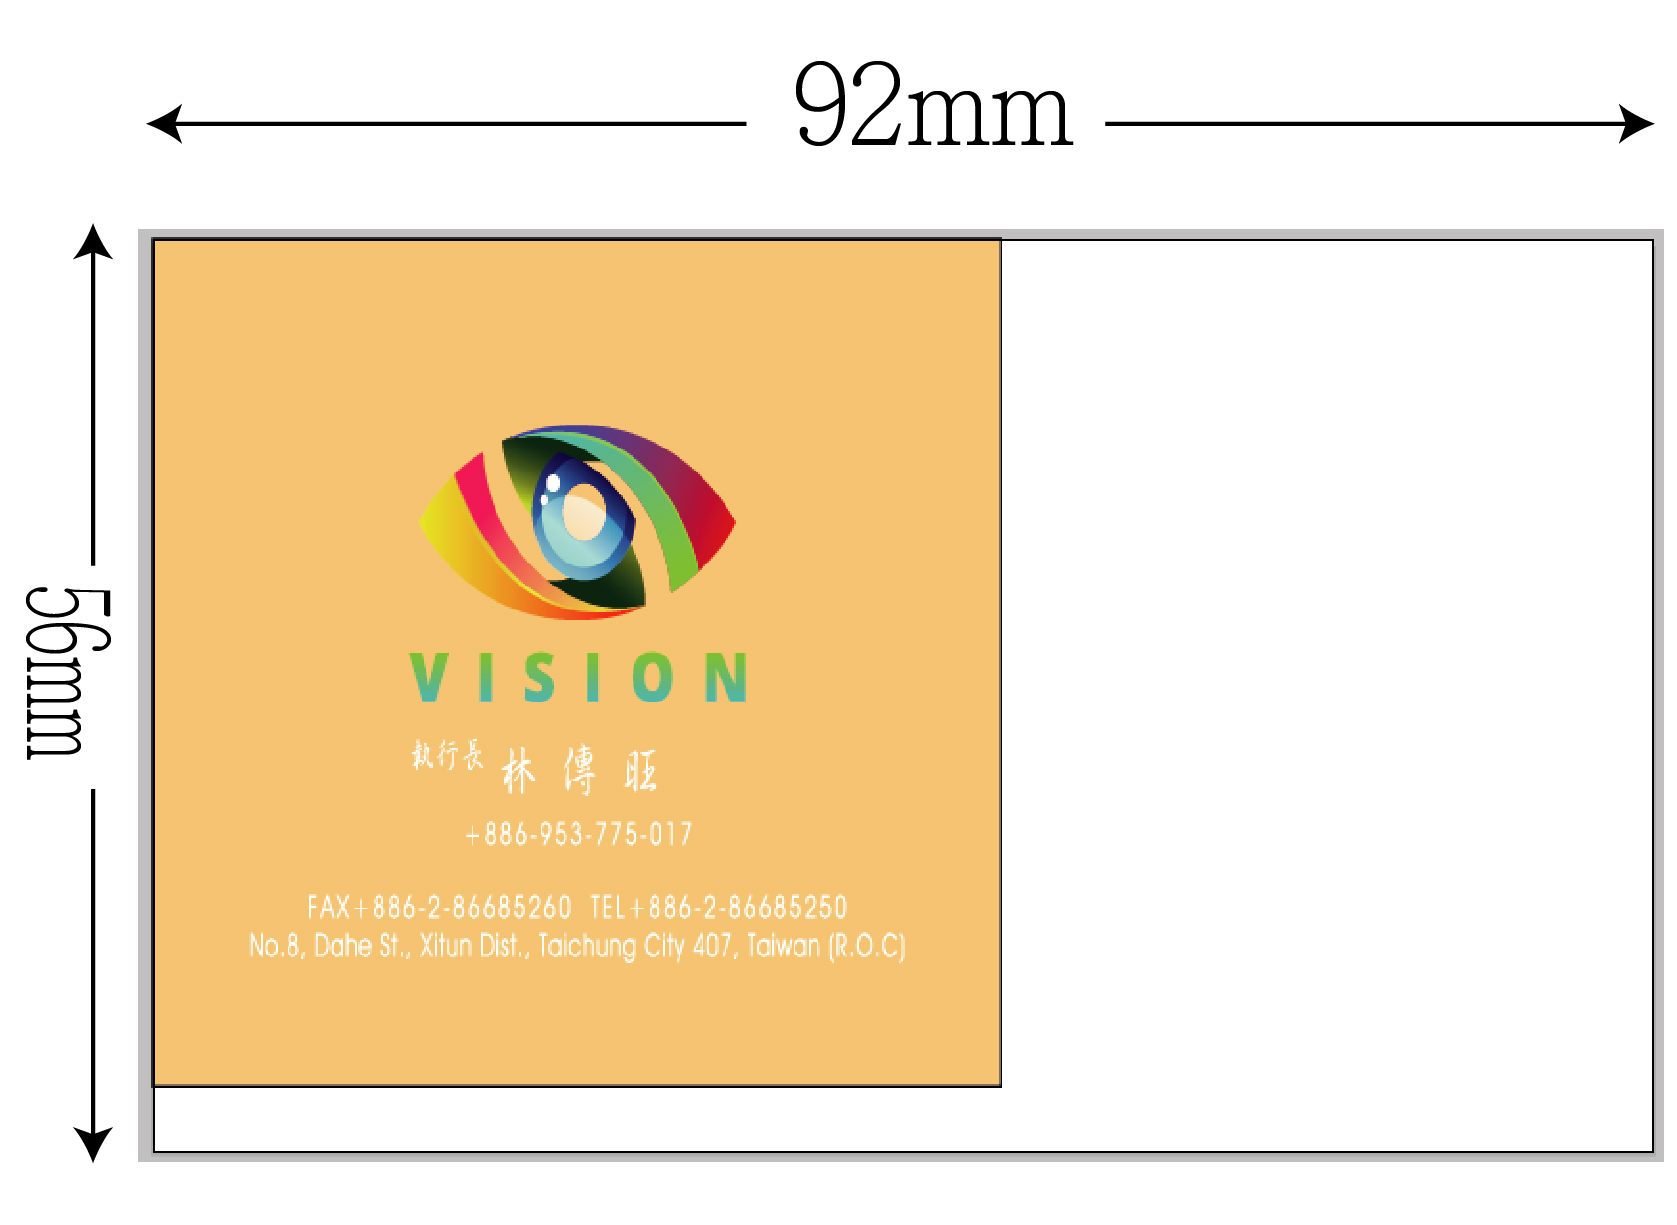 92mm
56mm
VISION
執行長 林傳旺
+886-953-775-017
FAX+886-2-86685260 TEL+886-2-86685250
No.8, Dahe St., Xitun Dist., Taichung City 407, Taiwan (R.O.C)